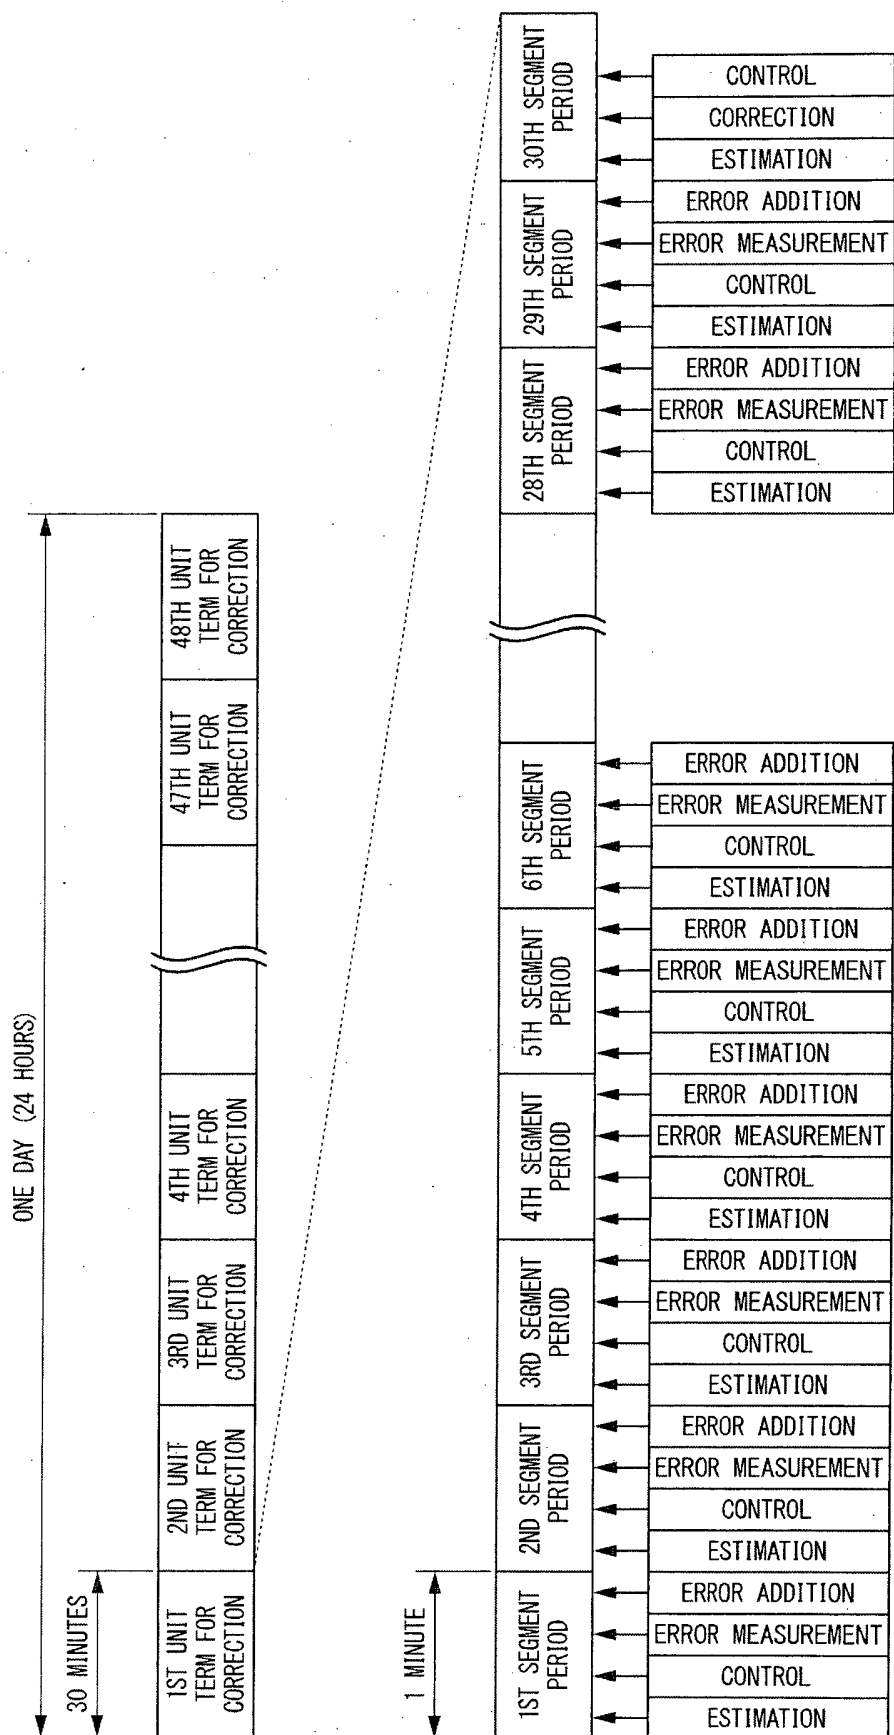 ONE DAY (24 HOURS)
30 MINUTES
1ST UNIT
TERM FOR
CORRECTION
2ND UNIT
TERM FOR
CORRECTION
3RD UNIT
TERM FOR
CORRECTION
4TH UNIT
TERM FOR
CORRECTION
47TH UNIT
TERM FOR
CORRECTION
48TH UNIT
TERM FOR
CORRECTION
1 MINUTE
1ST SEGMENT
PERIOD
2ND SEGMENT
PERIOD
3RD SEGMENT
PERIOD
4TH SEGMENT
PERIOD
5TH SEGMENT
PERIOD
6TH SEGMENT
PERIOD
28TH SEGMENT
PERIOD
29TH SEGMENT
PERIOD
30TH SEGMENT
PERIOD
CONTROL
CORRECTION
ESTIMATION
ERROR ADDITION
ERROR MEASUREMENT
CONTROL
ESTIMATION
ERROR ADDITION
ERROR MEASUREMENT
CONTROL
ESTIMATION
ERROR ADDITION
ERROR MEASUREMENT
CONTROL
ESTIMATION
ERROR ADDITION
ERROR MEASUREMENT
CONTROL
ESTIMATION
ERROR ADDITION
ERROR MEASUREMENT
CONTROL
ESTIMATION
ERROR ADDITION
ERROR MEASUREMENT
CONTROL
ESTIMATION
ERROR ADDITION
ERROR MEASUREMENT
CONTROL
ESTIMATION
ERROR ADDITION
ERROR MEASUREMENT
CONTROL
ESTIMATION